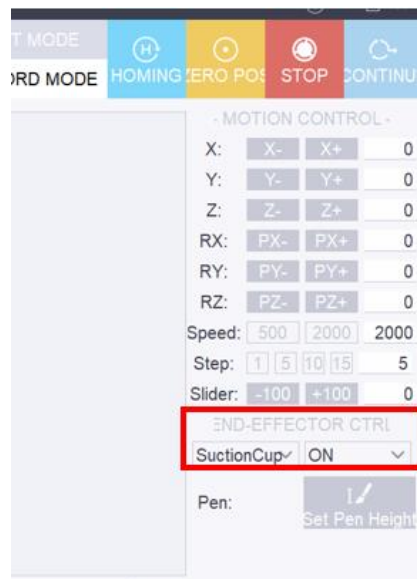 T MODE
ORD MODE
HOMING
ZERO POS
STOP
CONTINU
- MOTION CONTROL -
X: X- X+ 0
Y: Y- Y+ 0
Z: Z- Z+ 0
RX: PX- PX+ 0
RY: PY- PY+ 0
RZ: PZ- PZ+ 0
Speed: 500 2000 2000
Step: 1 5 10 15 5
Slider: -100 +100 0
END-EFFECTOR CTRL
SuctionCup ON
Pen: Set Pen Height